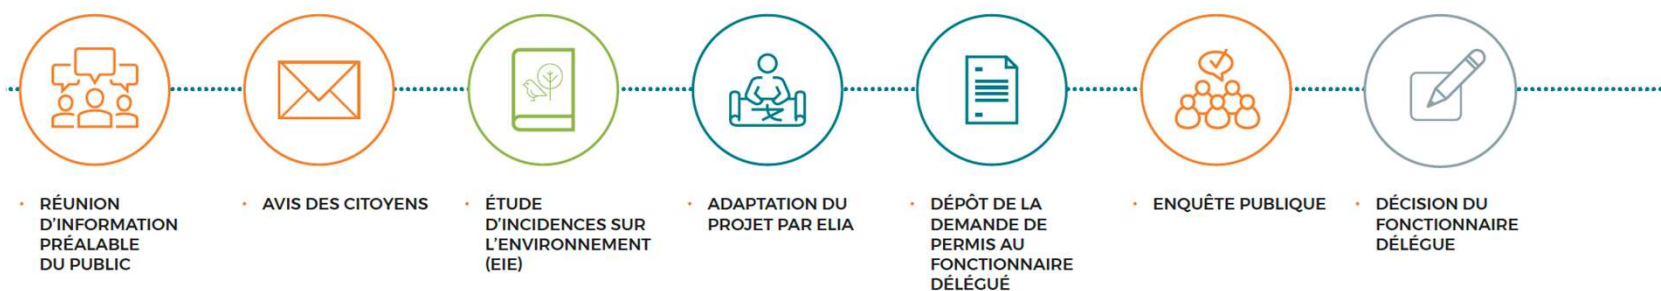 • RÉUNION
D'INFORMATION
PRÉALABLE
DU PUBLIC
• AVIS DES CITOYENS
• ÉTUDE
D'INCIDENCES SUR
L'ENVIRONNEMENT
(EIE)
• ADAPTATION DU
PROJET PAR ELIA
• DÉPÔT DE LA
DEMANDE DE
PERMIS AU
FONCTIONNAIRE
DÉLÉGUÉ
• ENQUÊTE PUBLIQUE
• DÉCISION DU
FONCTIONNAIRE
DÉLÉGUE